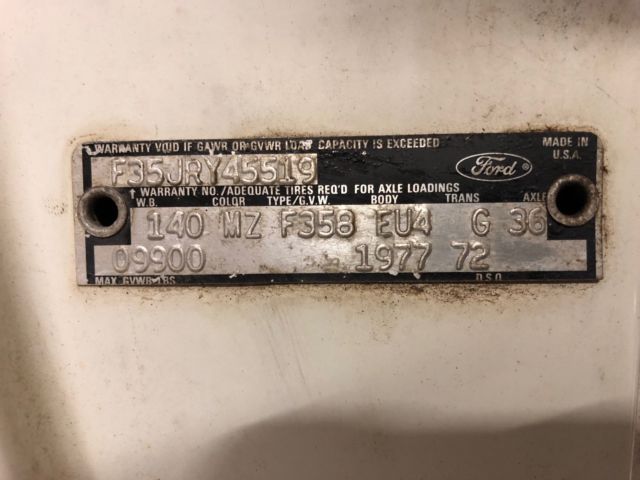 WARRANTY VOID IF GAWR OR GVWR LOAD CAPACITY IS EXCEEDED
MADE IN
U.S.A.
F35JRY45519
Ford
↑ WARRANTY NO./ADEQUATE TIRES REQ'D FOR AXLE LOADINGS
W.B. COLOR TYPE/G.V.W. BODY TRANS AXLE
140 MZ F358 EU4 G 36
09900 1977 72
MAX. GVWR LBS D.S.O.